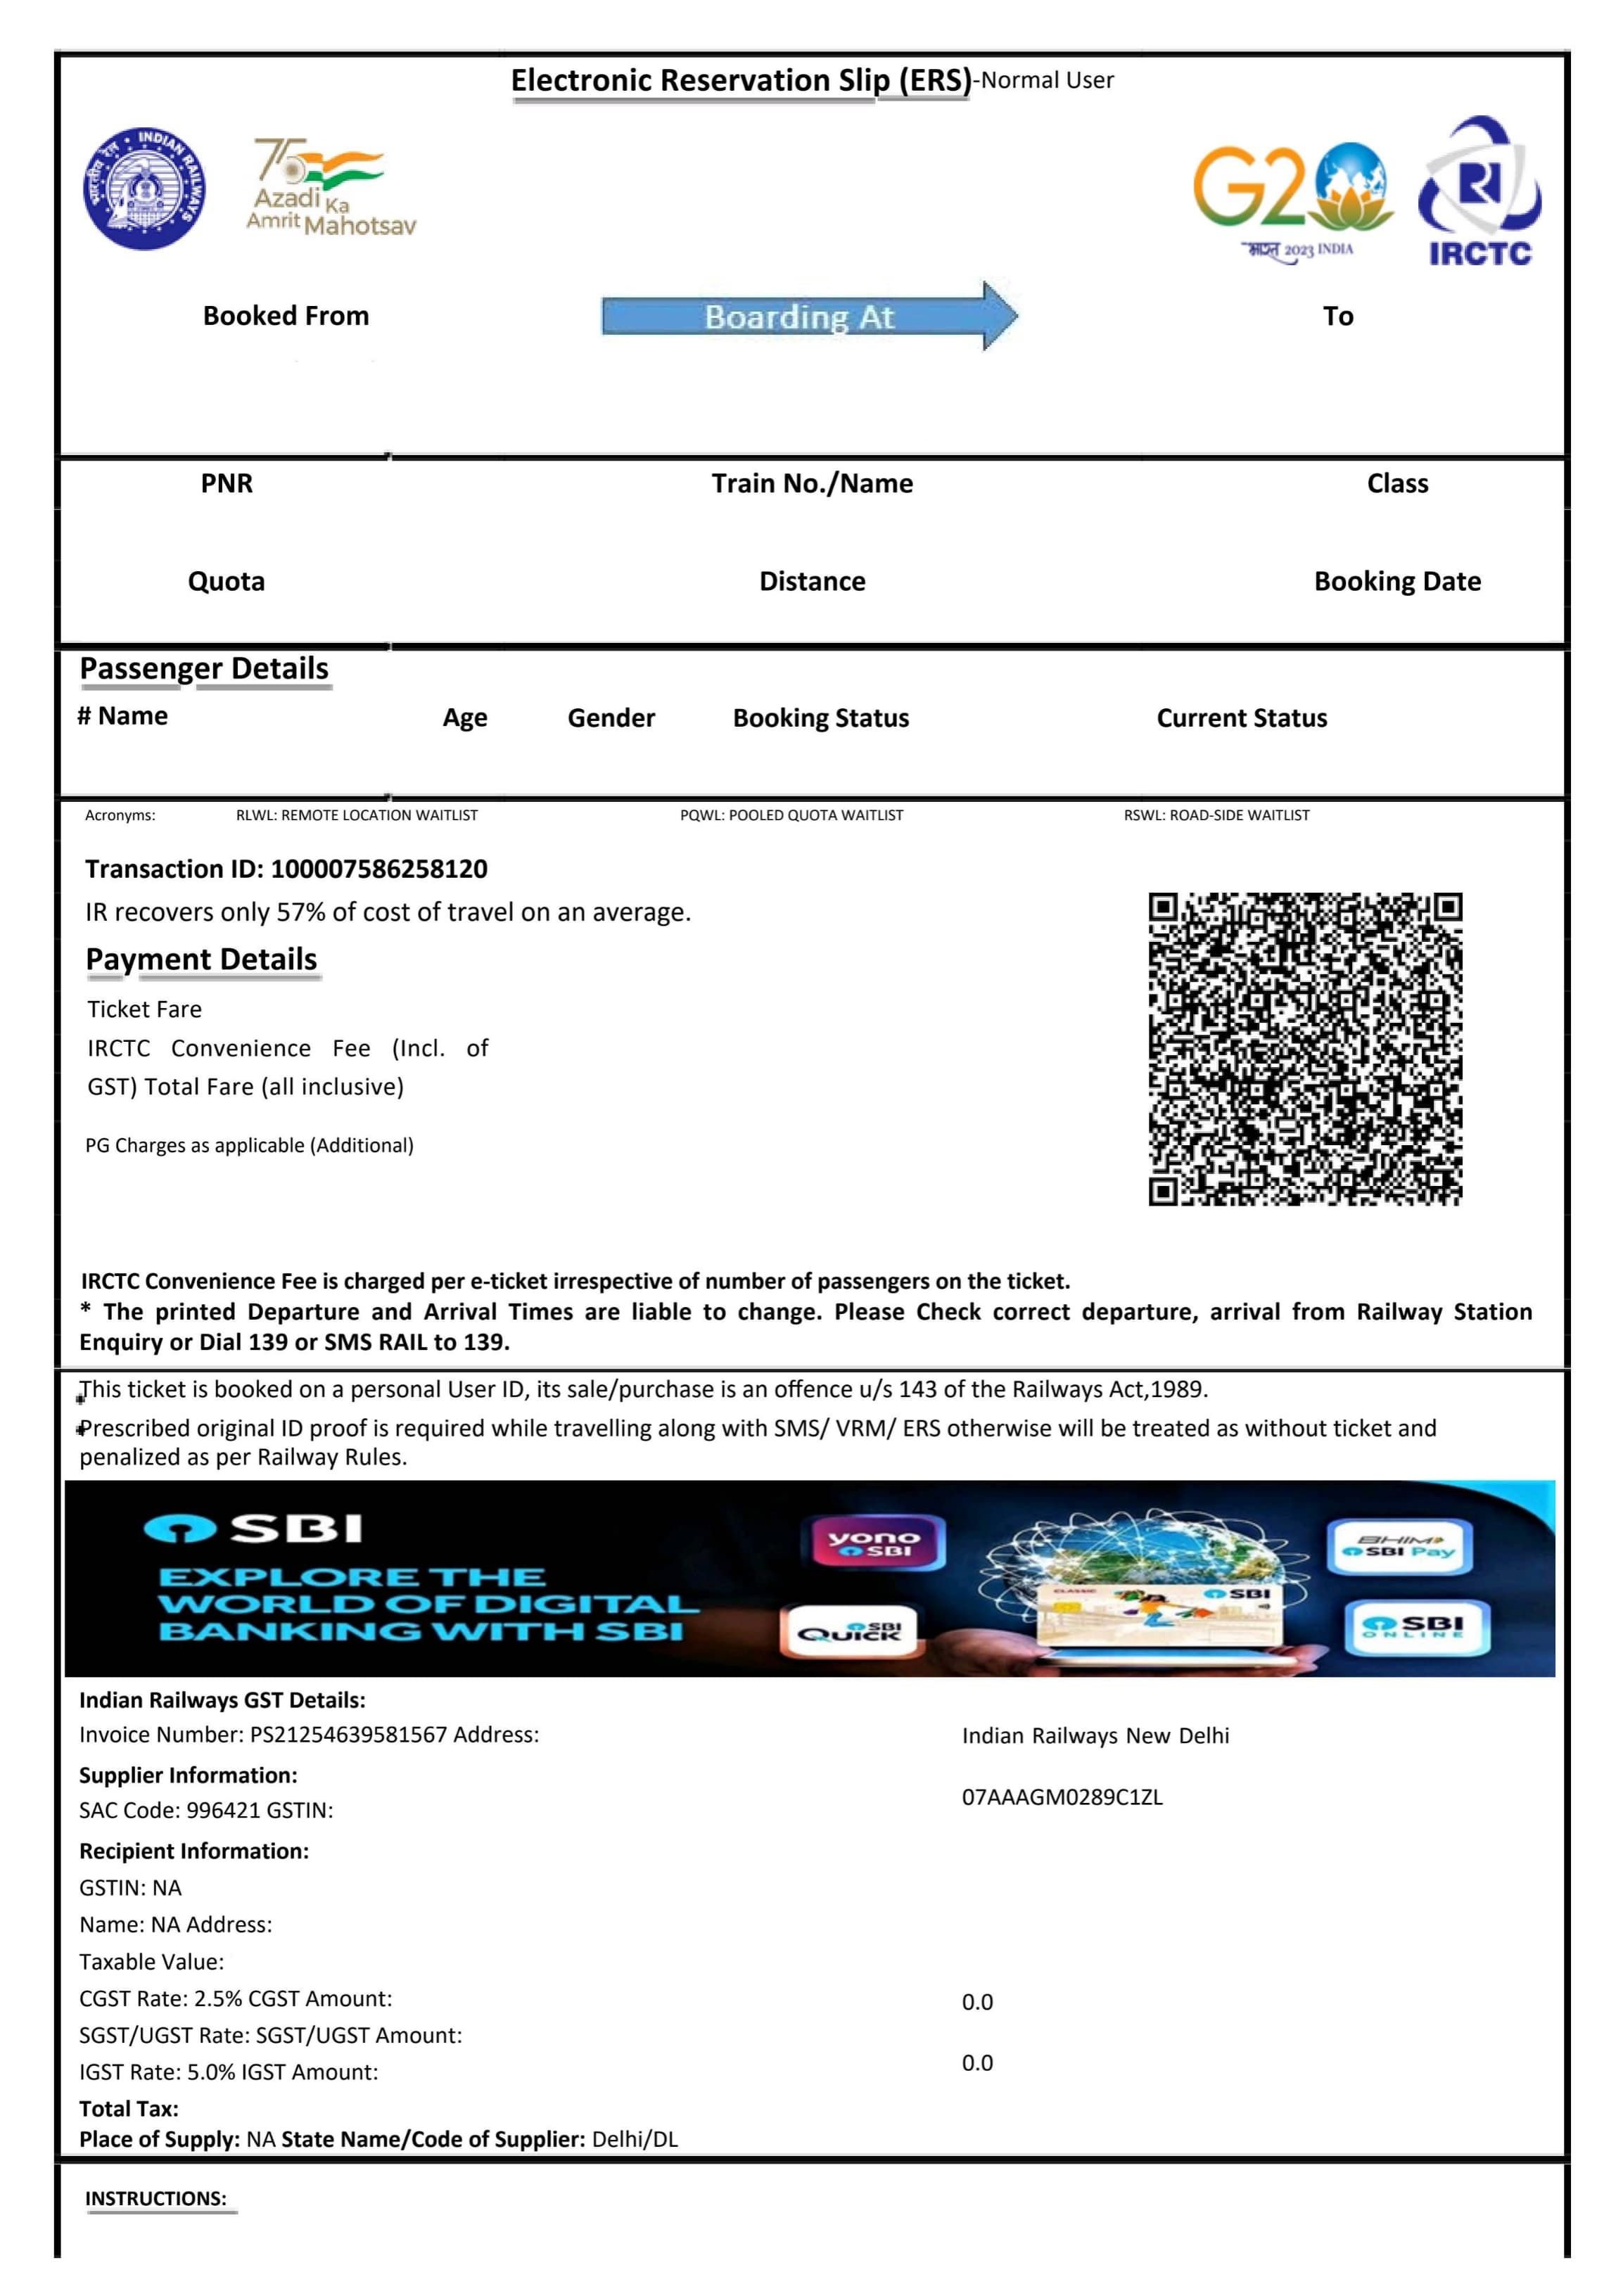 Electronic Reservation Slip (ERS)-Normal User
भारतीय रेल • INDIAN RAILWAYS
75
Azadi Ka
Amrit Mahotsav
G20
भारत 2023 INDIA
IRCTC
Booked From
Boarding At
To
PNR Train No./Name Class
Quota Distance Booking Date
Passenger Details
# Name Age Gender Booking Status Current Status
Acronyms: RLWL: REMOTE LOCATION WAITLIST PQWL: POOLED QUOTA WAITLIST RSWL: ROAD-SIDE WAITLIST
Transaction ID: 100007586258120
IR recovers only 57% of cost of travel on an average.
Payment Details
Ticket Fare
IRCTC Convenience Fee (Incl. of
GST) Total Fare (all inclusive)
PG Charges as applicable (Additional)
IRCTC Convenience Fee is charged per e-ticket irrespective of number of passengers on the ticket.
* The printed Departure and Arrival Times are liable to change. Please Check correct departure, arrival from Railway Station
Enquiry or Dial 139 or SMS RAIL to 139.
This ticket is booked on a personal User ID, its sale/purchase is an offence u/s 143 of the Railways Act,1989.
Prescribed original ID proof is required while travelling along with SMS/ VRM/ ERS otherwise will be treated as without ticket and
penalized as per Railway Rules.
SBI
EXPLORE THE
WORLD OF DIGITAL
BANKING WITH SBI
yono
SBI
SBI
QUICK
CLASSIC
SBI
BHIM
SBI Pay
SBI
ONLINE
Indian Railways GST Details:
Invoice Number: PS21254639581567 Address: Indian Railways New Delhi
Supplier Information:
SAC Code: 996421 GSTIN: 07AAAGM0289C1ZL
Recipient Information:
GSTIN: NA
Name: NA Address:
Taxable Value:
CGST Rate: 2.5% CGST Amount: 0.0
SGST/UGST Rate: SGST/UGST Amount:
IGST Rate: 5.0% IGST Amount: 0.0
Total Tax:
Place of Supply: NA State Name/Code of Supplier: Delhi/DL
INSTRUCTIONS: